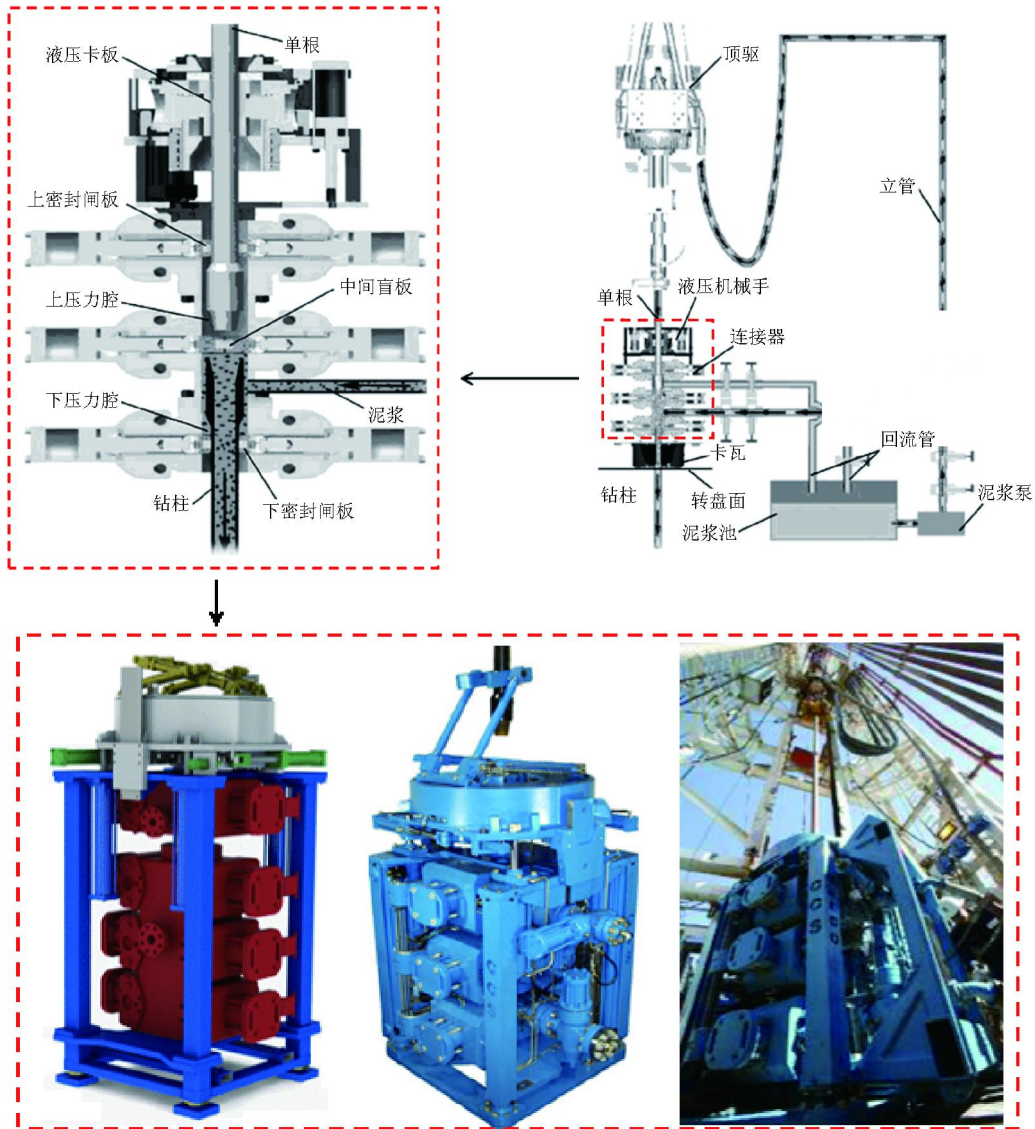 单根
液压卡板
上密封闸板
中间盲板
上压力腔
下压力腔
泥浆
钻柱
下密封闸板
顶驱
立管
单根
液压机械手
连接器
卡瓦
回流管
钻柱
转盘面
泥浆池
泥浆泵
CCS
CCS